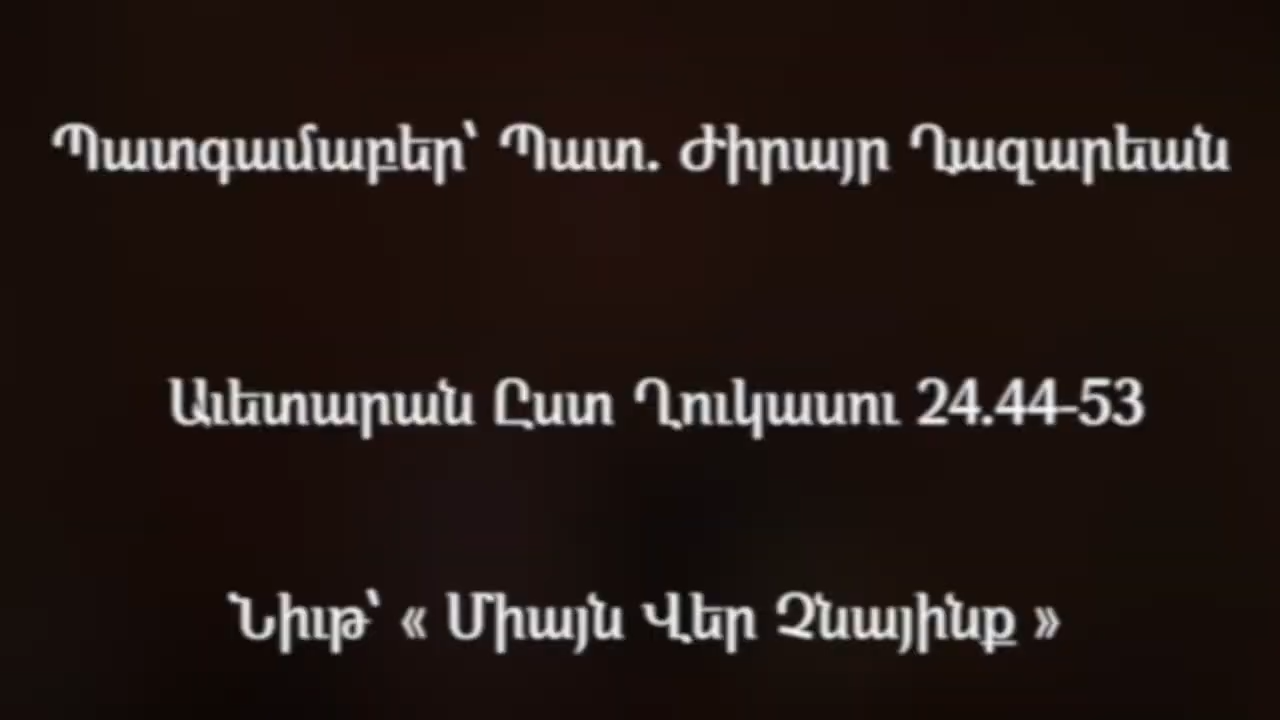 Պատգամաբեր՝ Պատ. Ժիրայր Ղազարեան
Աւետարան Ըստ Ղուկասու 24.44-53
Նիւթ՝ « Միայն Վեր Չնայինք »